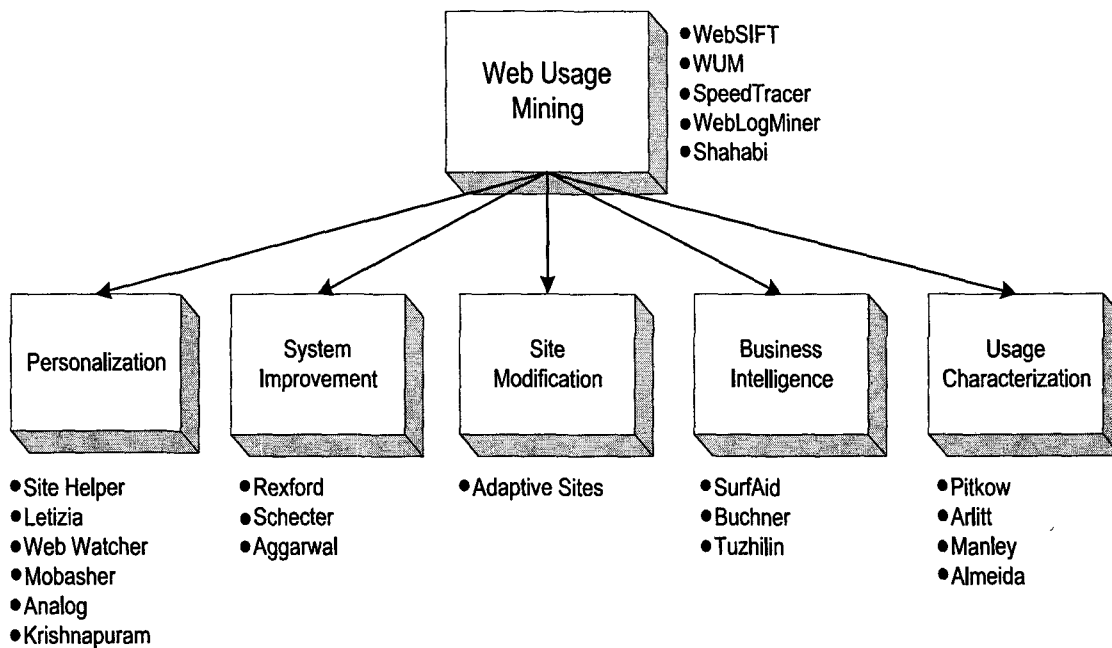 Web Usage
Mining
●WebSIFT
●WUM
●SpeedTracer
●WebLogMiner
●Shahabi
Personalization
System
Improvement
Site
Modification
Business
Intelligence
Usage
Characterization
●Site Helper
●Letizia
●Web Watcher
●Mobasher
●Analog
●Krishnapuram
●Rexford
●Schecter
●Aggarwal
●Adaptive Sites
●SurfAid
●Buchner
●Tuzhilin
●Pitkow
●Arlitt
●Manley
●Almeida